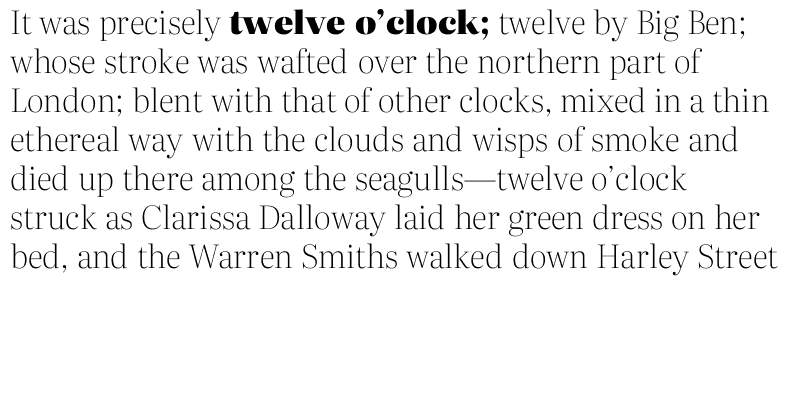 It was precisely twelve o’clock; twelve by Big Ben;
whose stroke was wafted over the northern part of
London; blent with that of other clocks, mixed in a thin
ethereal way with the clouds and wisps of smoke and
died up there among the seagulls—twelve o’clock
struck as Clarissa Dalloway laid her green dress on her
bed, and the Warren Smiths walked down Harley Street